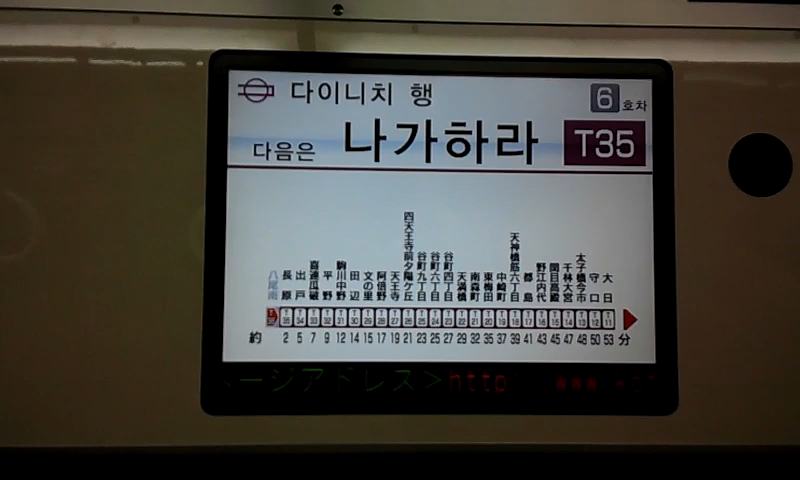 다이니치 행
6 호차
다음은 나가하라 T35
八尾南 長原 出戸 喜連瓜破 平野 駒川中野 田辺 文の里 阿倍野 天王寺 四天王寺前夕陽ケ丘 谷町九丁目 谷町六丁目 谷町四丁目 天満橋 南森町 東梅田 中崎町 天神橋筋六丁目 都島 野江内代 関目高殿 千林大宮 太子橋今市 守口 大日
約 2 5 7 9 12 14 15 17 19 21 23 25 27 29 32 35 37 39 41 43 45 47 48 50 53 分
ージアドレス>http